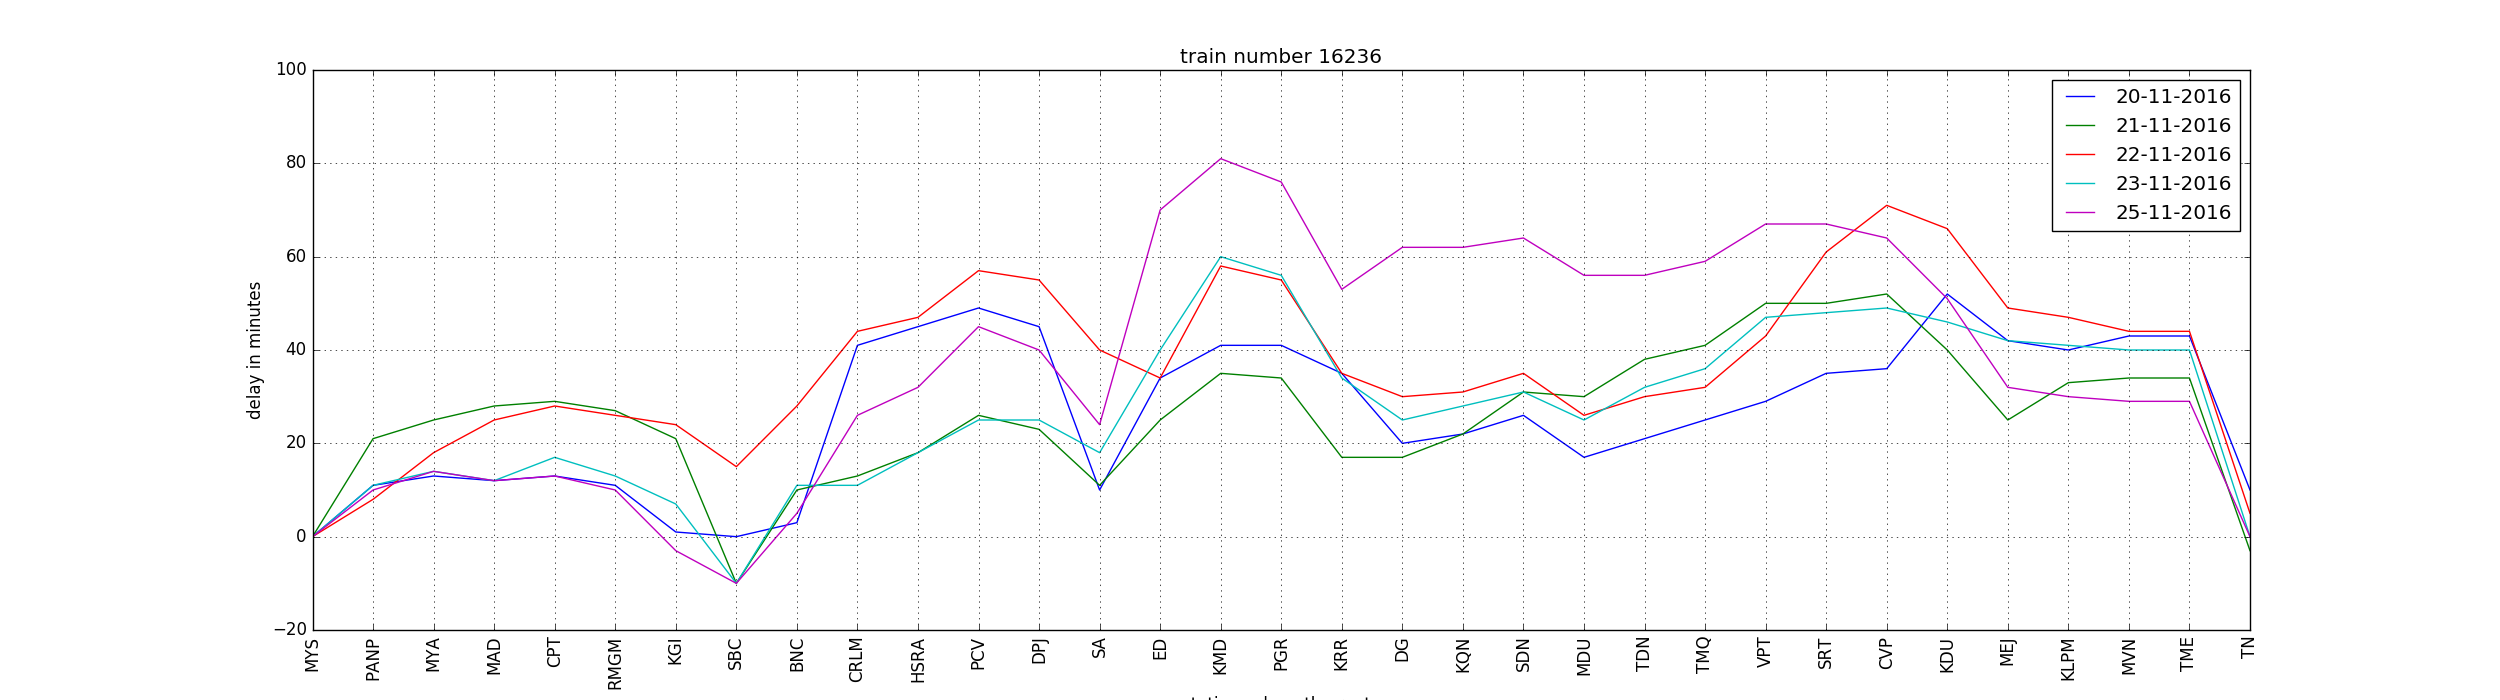 train number 16236
100
80
60
40
20
0
−20
delay in minutes
20-11-2016
21-11-2016
22-11-2016
23-11-2016
25-11-2016
MYS
PANP
MYA
MAD
CPT
RMGM
KGI
SBC
BNC
CRLM
HSRA
PCV
DPJ
SA
ED
KMD
PGR
KRR
DG
KQN
SDN
MDU
TDN
TMQ
VPT
SRT
CVP
KDU
MEJ
KLPM
MVN
TME
TN